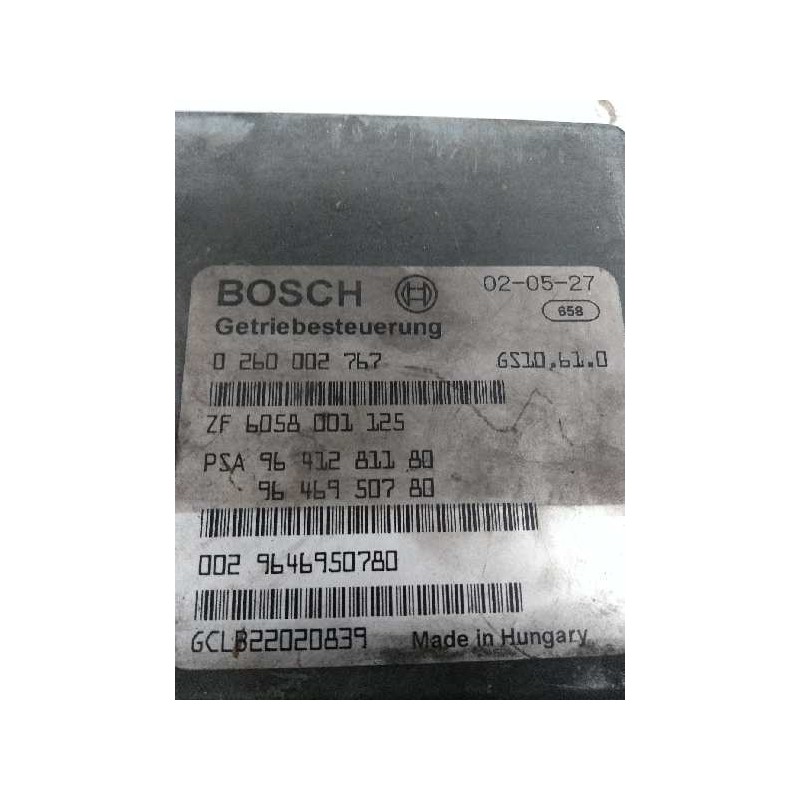 BOSCH 02-05-27
658
Getriebesteuerung
0 260 002 767 GS10.61.0
ZF 6058 001 125
PSA 96 412 811 80
96 469 507 80
002 9646950780
GCLB22020839 Made in Hungary